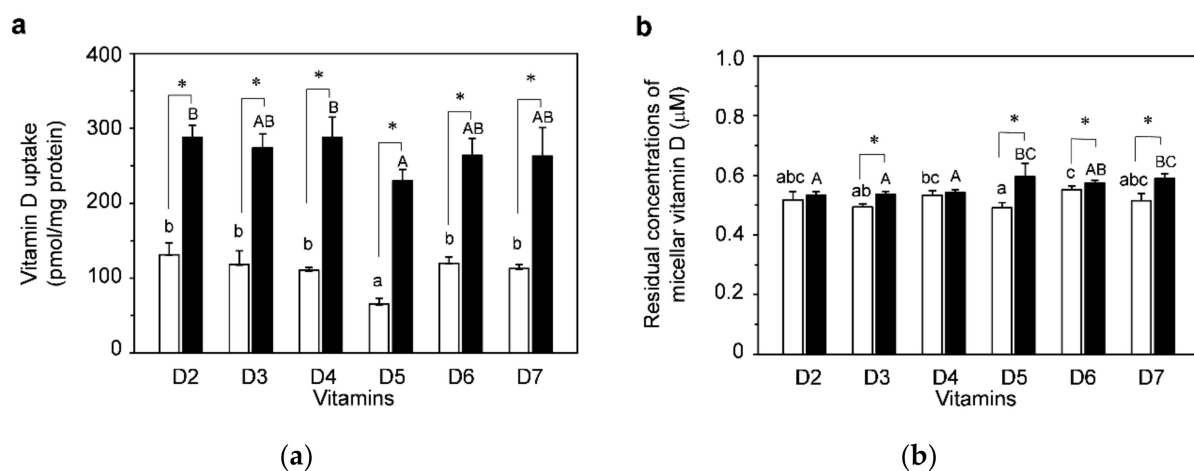 a
Vitamin D uptake
(pmol/mg protein)
400
300
200
100
0
* * * * * *
B AB B A AB AB
b b b a b b
D2 D3 D4 D5 D6 D7
Vitamins
(a)
b
Residual concentrations of
micellar vitamin D (μM)
1.0
0.8
0.6
0.4
0.2
0
* * * *
abc A ab A bc A a BC c AB abc BC
D2 D3 D4 D5 D6 D7
Vitamins
(b)